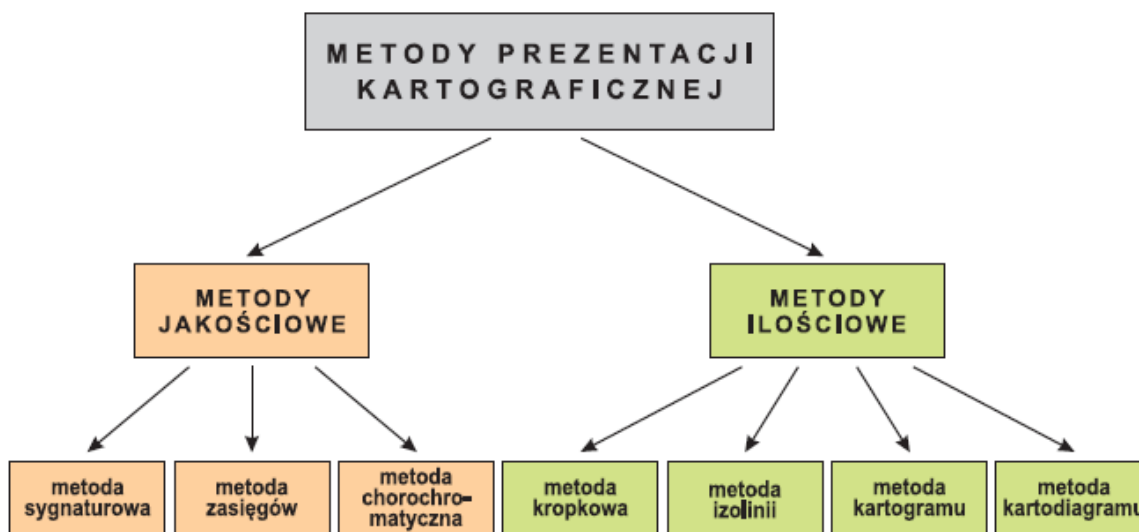 METODY PREZENTACJI
KARTOGRAFICZNEJ
METODY
JAKOŚCIOWE
METODY
ILOŚCIOWE
metoda
sygnaturowa
metoda
zasięgów
metoda
chorochro-
matyczna
metoda
kropkowa
metoda
izolinii
metoda
kartogramu
metoda
kartodiagramu